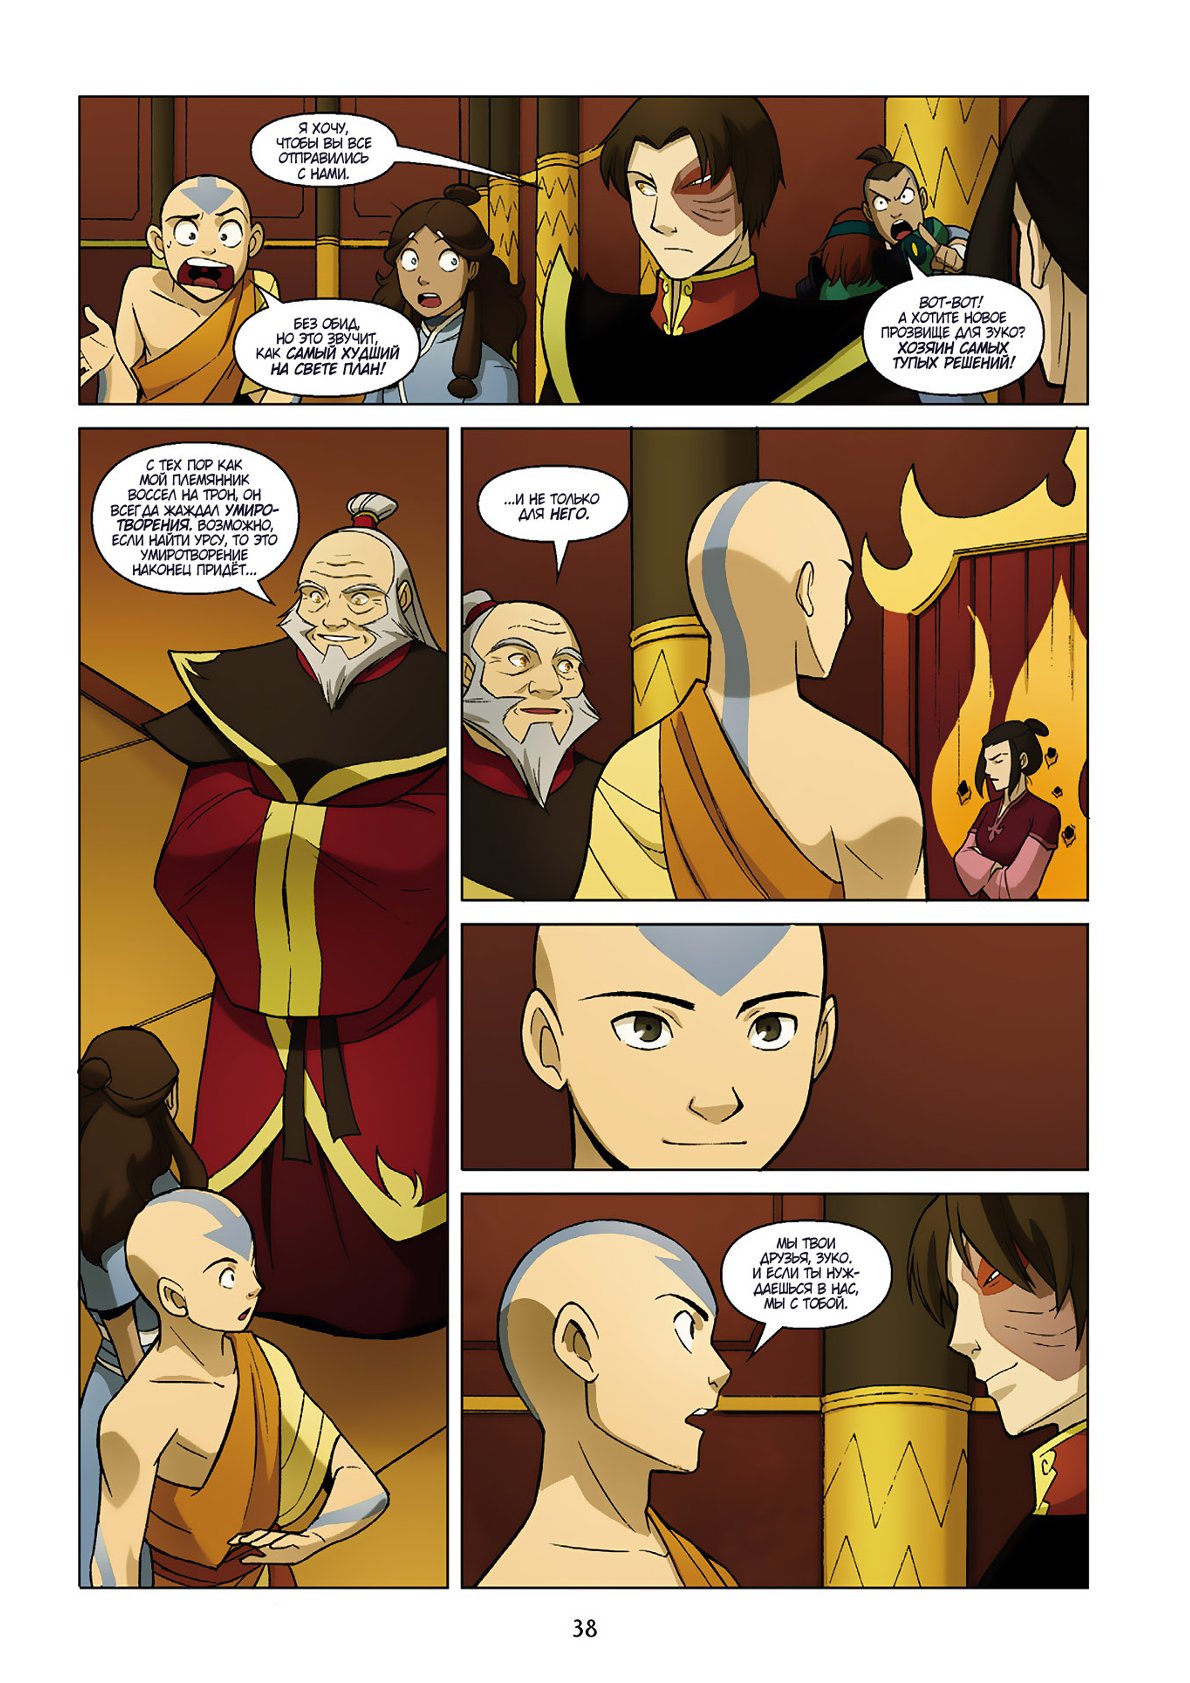 Я ХОЧУ,
ЧТОБЫ ВЫ ВСЕ
ОТПРАВИЛИСЬ
С НАМИ.
БЕЗ ОБИД,
НО ЭТО ЗВУЧИТ,
КАК САМЫЙ ХУДШИЙ
НА СВЕТЕ ПЛАН!
ВОТ-ВОТ!
А ХОТИТЕ НОВОЕ
ПРОЗВИЩЕ ДЛЯ ЗУКО?
ХОЗЯИН САМЫХ
ТУПЫХ РЕШЕНИЙ!
С ТЕХ ПОР КАК
МОЙ ПЛЕМЯННИК
ВОССЕЛ НА ТРОН, ОН
ВСЕГДА ЖАЖДАЛ УМИРО-
ТВОРЕНИЯ. ВОЗМОЖНО,
ЕСЛИ НАЙТИ УРСУ, ТО ЭТО
УМИРОТВОРЕНИЕ
НАКОНЕЦ ПРИДЁТ...
...И НЕ ТОЛЬКО
ДЛЯ НЕГО.
МЫ ТВОИ
ДРУЗЬЯ, ЗУКО.
И ЕСЛИ ТЫ НУЖ-
ДАЕШЬСЯ В НАС,
МЫ С ТОБОЙ.
38